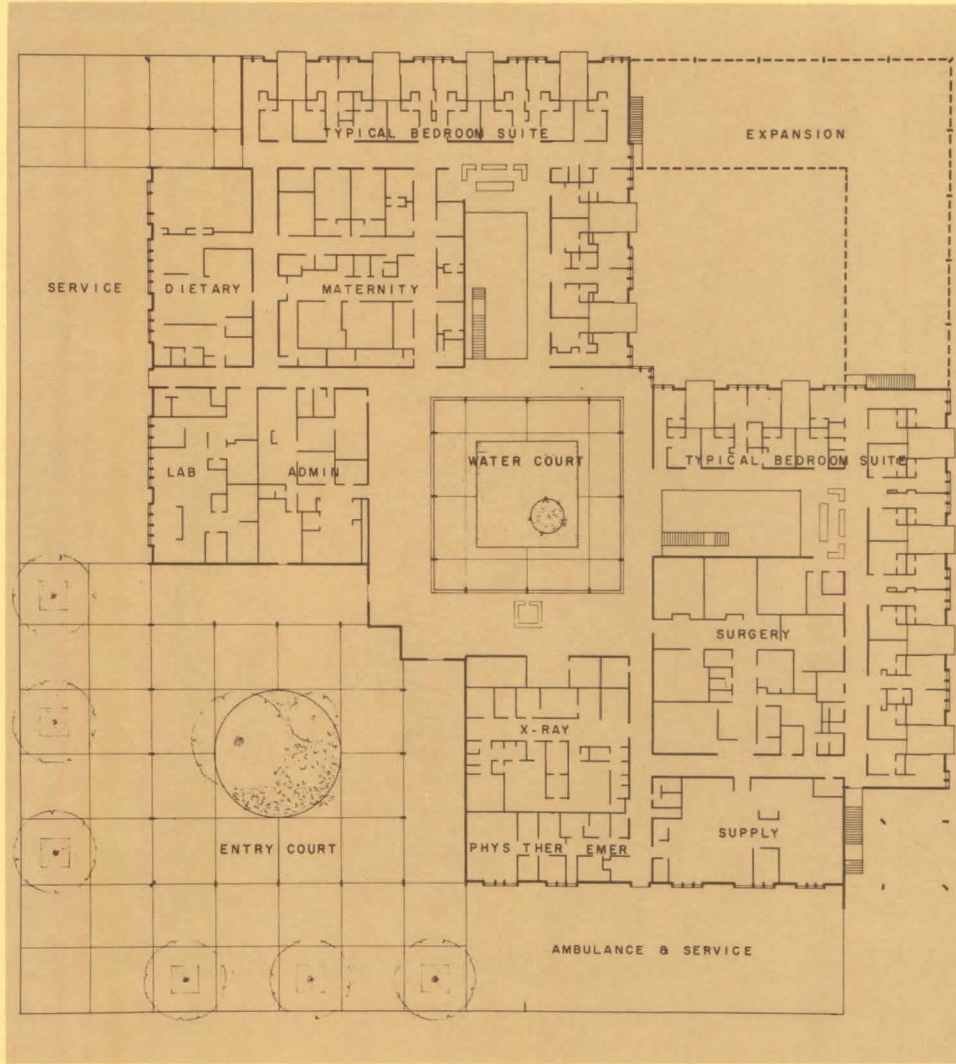 TYPICAL BEDROOM SUITE
EXPANSION
SERVICE
DIETARY
MATERNITY
LAB
ADMIN
WATER COURT
TYPICAL BEDROOM SUITE
SURGERY
X-RAY
SUPPLY
ENTRY COURT
PHYS THER
EMER
AMBULANCE & SERVICE